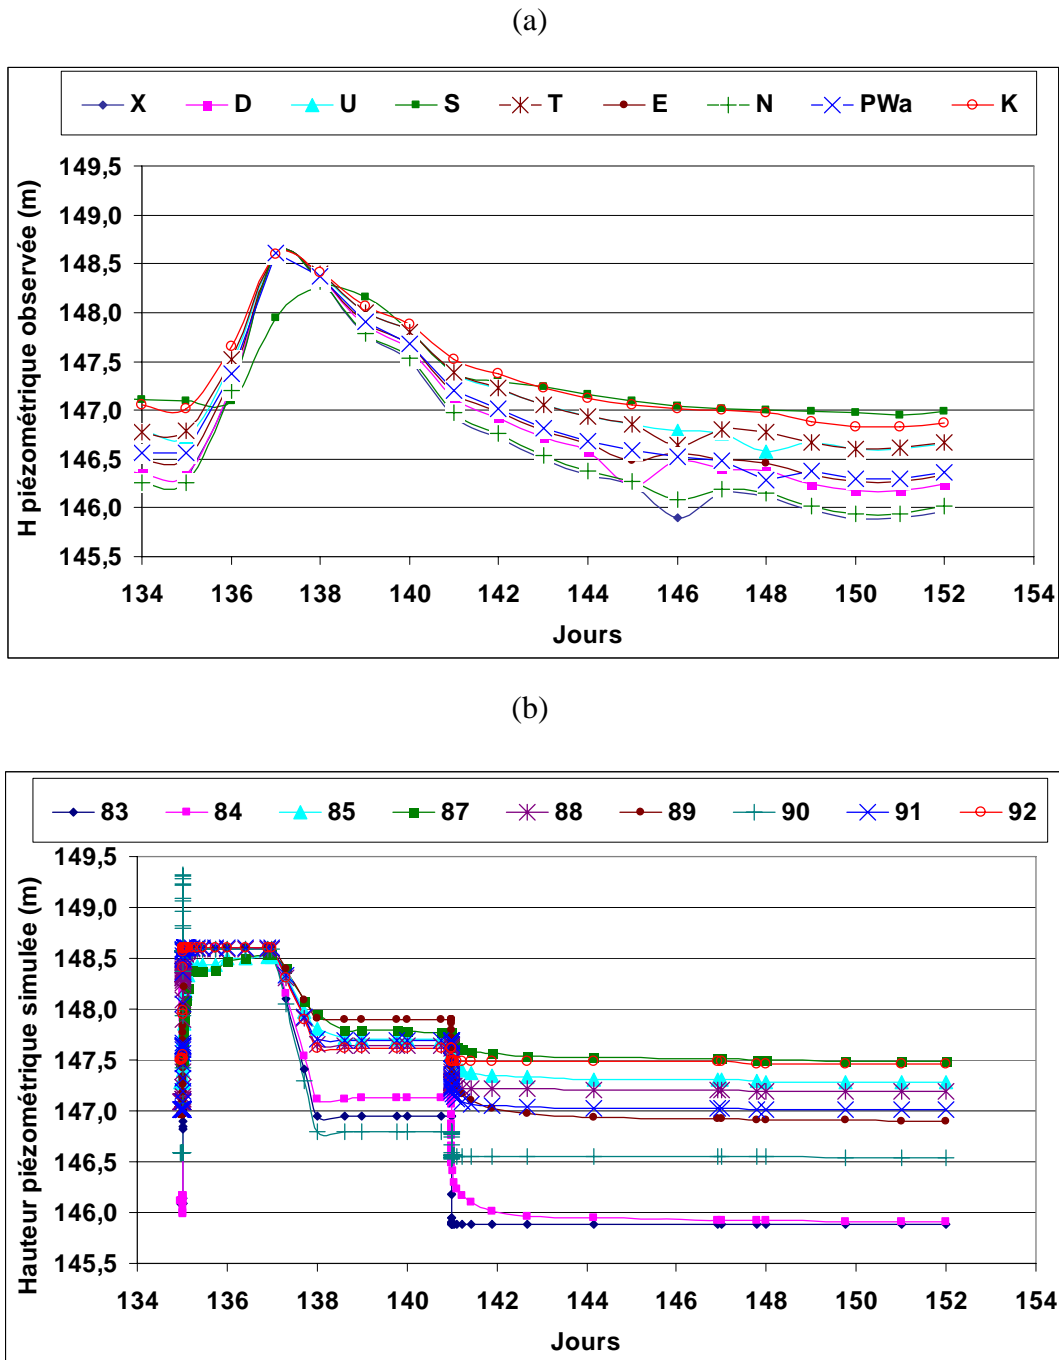 (a)
X D U S T E N PWa K
H piézométrique observée (m)
149,5
149,0
148,5
148,0
147,5
147,0
146,5
146,0
145,5
134 136 138 140 142 144 146 148 150 152 154
Jours
(b)
83 84 85 87 88 89 90 91 92
Hauteur piézométrique simulée (m)
149,5
149,0
148,5
148,0
147,5
147,0
146,5
146,0
145,5
134 136 138 140 142 144 146 148 150 152 154
Jours